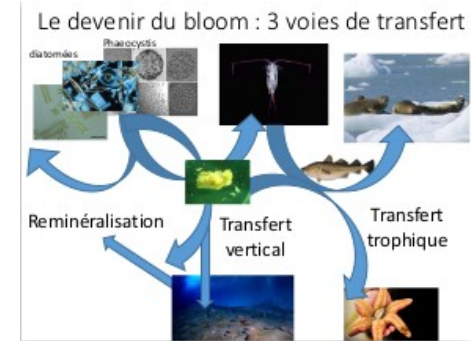 Le devenir du bloom : 3 voies de transfert
Phaeocystis
diatomées
Reminéralisation
Transfert
vertical
Transfert
trophique